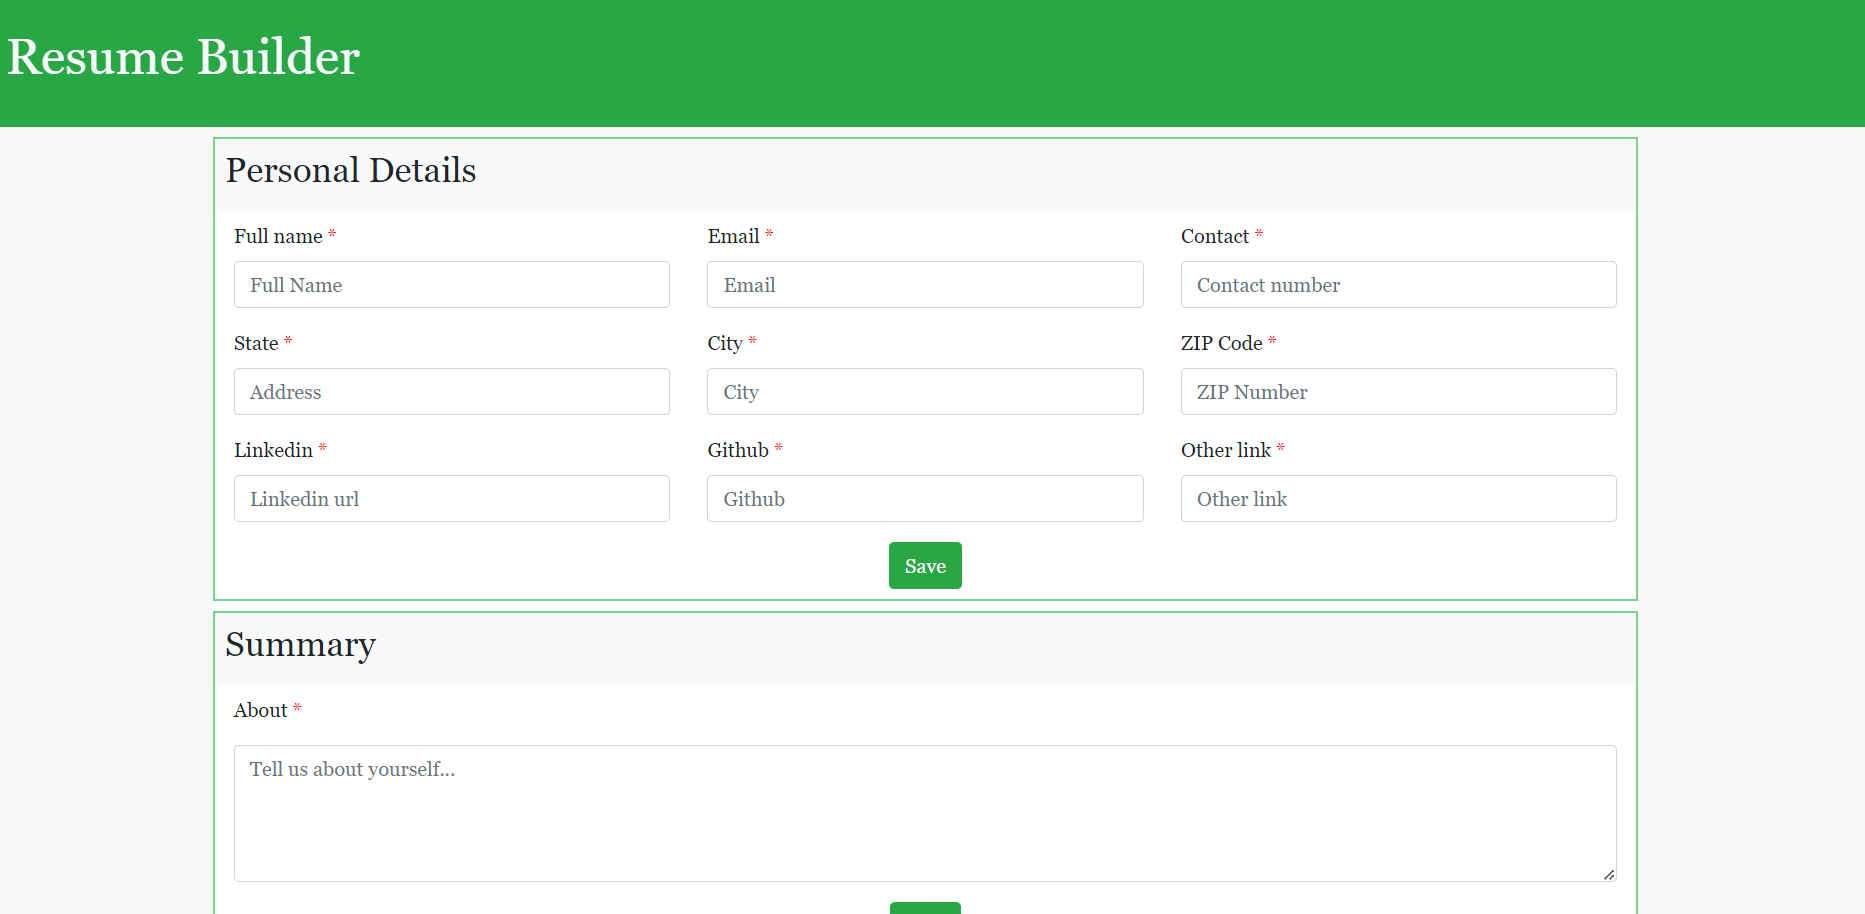 Resume Builder
Personal Details
Full name * Email * Contact *
Full Name Email Contact number
State * City * ZIP Code *
Address City ZIP Number
Linkedin * Github * Other link *
Linkedin url Github Other link
Save
Summary
About *
Tell us about yourself...